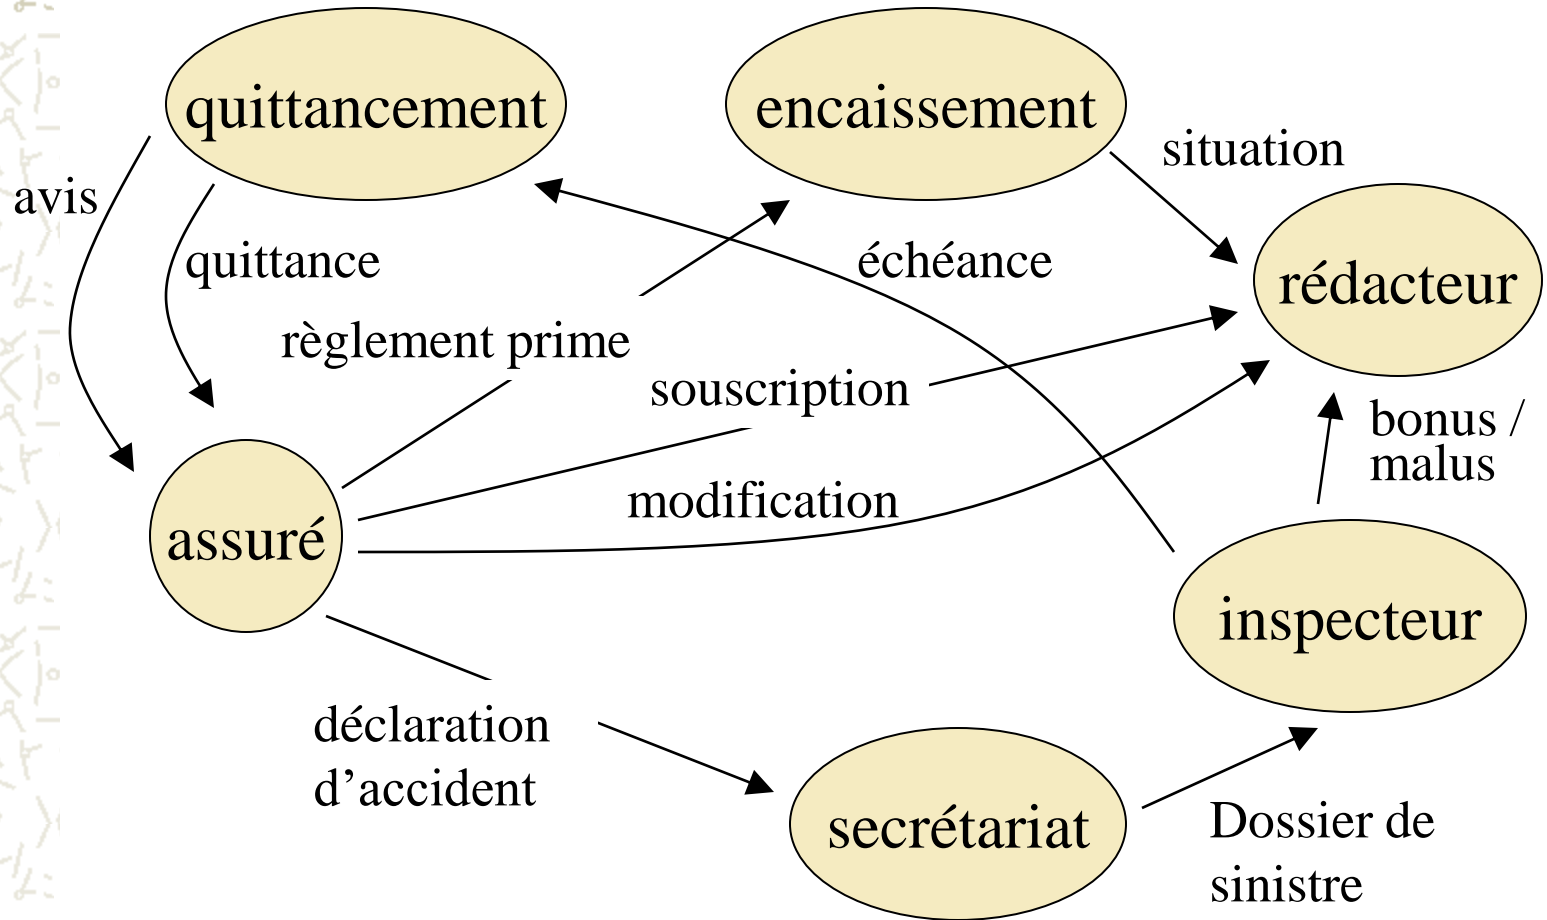 quittancement
encaissement
situation
avis
quittance
échéance
rédacteur
règlement prime
souscription
bonus /
malus
modification
assuré
inspecteur
déclaration
d’accident
secrétariat
Dossier de
sinistre